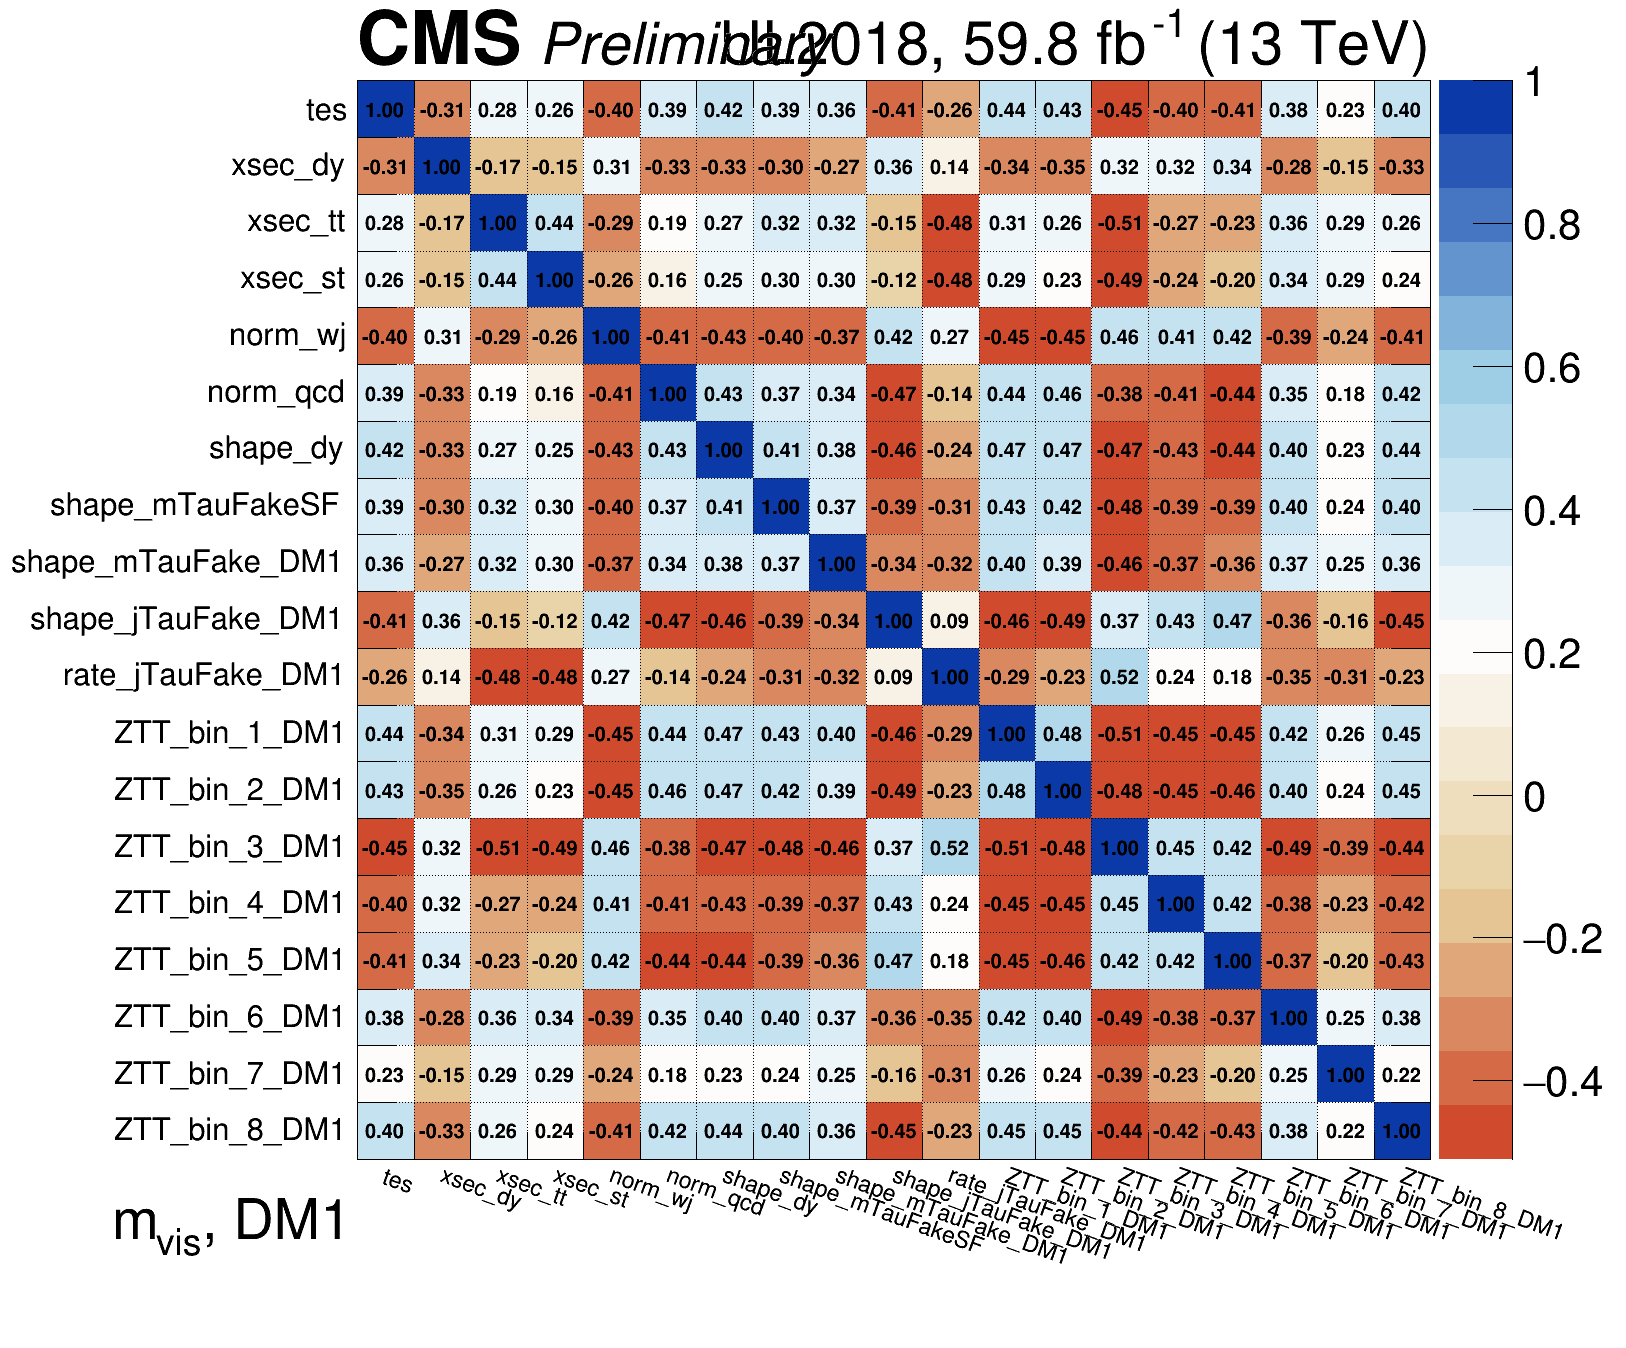 CMS Preliminary UL2018, 59.8 fb-1 (13 TeV)
tes 1.00 -0.31 0.28 0.26 -0.40 0.39 0.42 0.39 0.36 -0.41 -0.26 0.44 0.43 -0.45 -0.40 -0.41 0.38 0.23 0.40
xsec_dy -0.31 1.00 -0.17 -0.15 0.31 -0.33 -0.33 -0.30 -0.27 0.36 0.14 -0.34 -0.35 0.32 0.32 0.34 -0.28 -0.15 -0.33
xsec_tt 0.28 -0.17 1.00 0.44 -0.29 0.19 0.27 0.32 0.32 -0.15 -0.48 0.31 0.26 -0.51 -0.27 -0.23 0.36 0.29 0.26
xsec_st 0.26 -0.15 0.44 1.00 -0.26 0.16 0.25 0.30 0.30 -0.12 -0.48 0.29 0.23 -0.49 -0.24 -0.20 0.34 0.29 0.24
norm_wj -0.40 0.31 -0.29 -0.26 1.00 -0.41 -0.43 -0.40 -0.37 0.42 0.27 -0.45 -0.45 0.46 0.41 0.42 -0.39 -0.24 -0.41
norm_qcd 0.39 -0.33 0.19 0.16 -0.41 1.00 0.43 0.37 0.34 -0.47 -0.14 0.44 0.46 -0.38 -0.41 -0.44 0.35 0.18 0.42
shape_dy 0.42 -0.33 0.27 0.25 -0.43 0.43 1.00 0.41 0.38 -0.46 -0.24 0.47 0.47 -0.47 -0.43 -0.44 0.40 0.23 0.44
shape_mTauFakeSF 0.39 -0.30 0.32 0.30 -0.40 0.37 0.41 1.00 0.37 -0.39 -0.31 0.43 0.42 -0.48 -0.39 -0.39 0.40 0.24 0.40
shape_mTauFake_DM1 0.36 -0.27 0.32 0.30 -0.37 0.34 0.38 0.37 1.00 -0.34 -0.32 0.40 0.39 -0.46 -0.37 -0.36 0.37 0.25 0.36
shape_jTauFake_DM1 -0.41 0.36 -0.15 -0.12 0.42 -0.47 -0.46 -0.39 -0.34 1.00 0.09 -0.46 -0.49 0.37 0.43 0.47 -0.36 -0.16 -0.45
rate_jTauFake_DM1 -0.26 0.14 -0.48 -0.48 0.27 -0.14 -0.24 -0.31 -0.32 0.09 1.00 -0.29 -0.23 0.52 0.24 0.18 -0.35 -0.31 -0.23
ZTT_bin_1_DM1 0.44 -0.34 0.31 0.29 -0.45 0.44 0.47 0.43 0.40 -0.46 -0.29 1.00 0.48 -0.51 -0.45 -0.45 0.42 0.26 0.45
ZTT_bin_2_DM1 0.43 -0.35 0.26 0.23 -0.45 0.46 0.47 0.42 0.39 -0.49 -0.23 0.48 1.00 -0.48 -0.45 -0.46 0.40 0.24 0.45
ZTT_bin_3_DM1 -0.45 0.32 -0.51 -0.49 0.46 -0.38 -0.47 -0.48 -0.46 0.37 0.52 -0.51 -0.48 1.00 0.45 0.42 -0.49 -0.39 -0.44
ZTT_bin_4_DM1 -0.40 0.32 -0.27 -0.24 0.41 -0.41 -0.43 -0.39 -0.37 0.43 0.24 -0.45 -0.45 0.45 1.00 0.42 -0.38 -0.23 -0.42
ZTT_bin_5_DM1 -0.41 0.34 -0.23 -0.20 0.42 -0.44 -0.44 -0.39 -0.36 0.47 0.18 -0.45 -0.46 0.42 0.42 1.00 -0.37 -0.20 -0.43
ZTT_bin_6_DM1 0.38 -0.28 0.36 0.34 -0.39 0.35 0.40 0.40 0.37 -0.36 -0.35 0.42 0.40 -0.49 -0.38 -0.37 1.00 0.25 0.38
ZTT_bin_7_DM1 0.23 -0.15 0.29 0.29 -0.24 0.18 0.23 0.24 0.25 -0.16 -0.31 0.26 0.24 -0.39 -0.23 -0.20 0.25 1.00 0.22
ZTT_bin_8_DM1 0.40 -0.33 0.26 0.24 -0.41 0.42 0.44 0.40 0.36 -0.45 -0.23 0.45 0.45 -0.44 -0.42 -0.43 0.38 0.22 1.00
tes
xsec_dy
xsec_tt
xsec_st
norm_wj
norm_qcd
shape_dy
shape_mTauFakeSF
shape_mTauFake_DM1
shape_jTauFake_DM1
rate_jTauFake_DM1
ZTT_bin_1_DM1
ZTT_bin_2_DM1
ZTT_bin_3_DM1
ZTT_bin_4_DM1
ZTT_bin_5_DM1
ZTT_bin_6_DM1
ZTT_bin_7_DM1
ZTT_bin_8_DM1
1
0.8
0.6
0.4
0.2
0
−0.2
−0.4
mvis, DM1